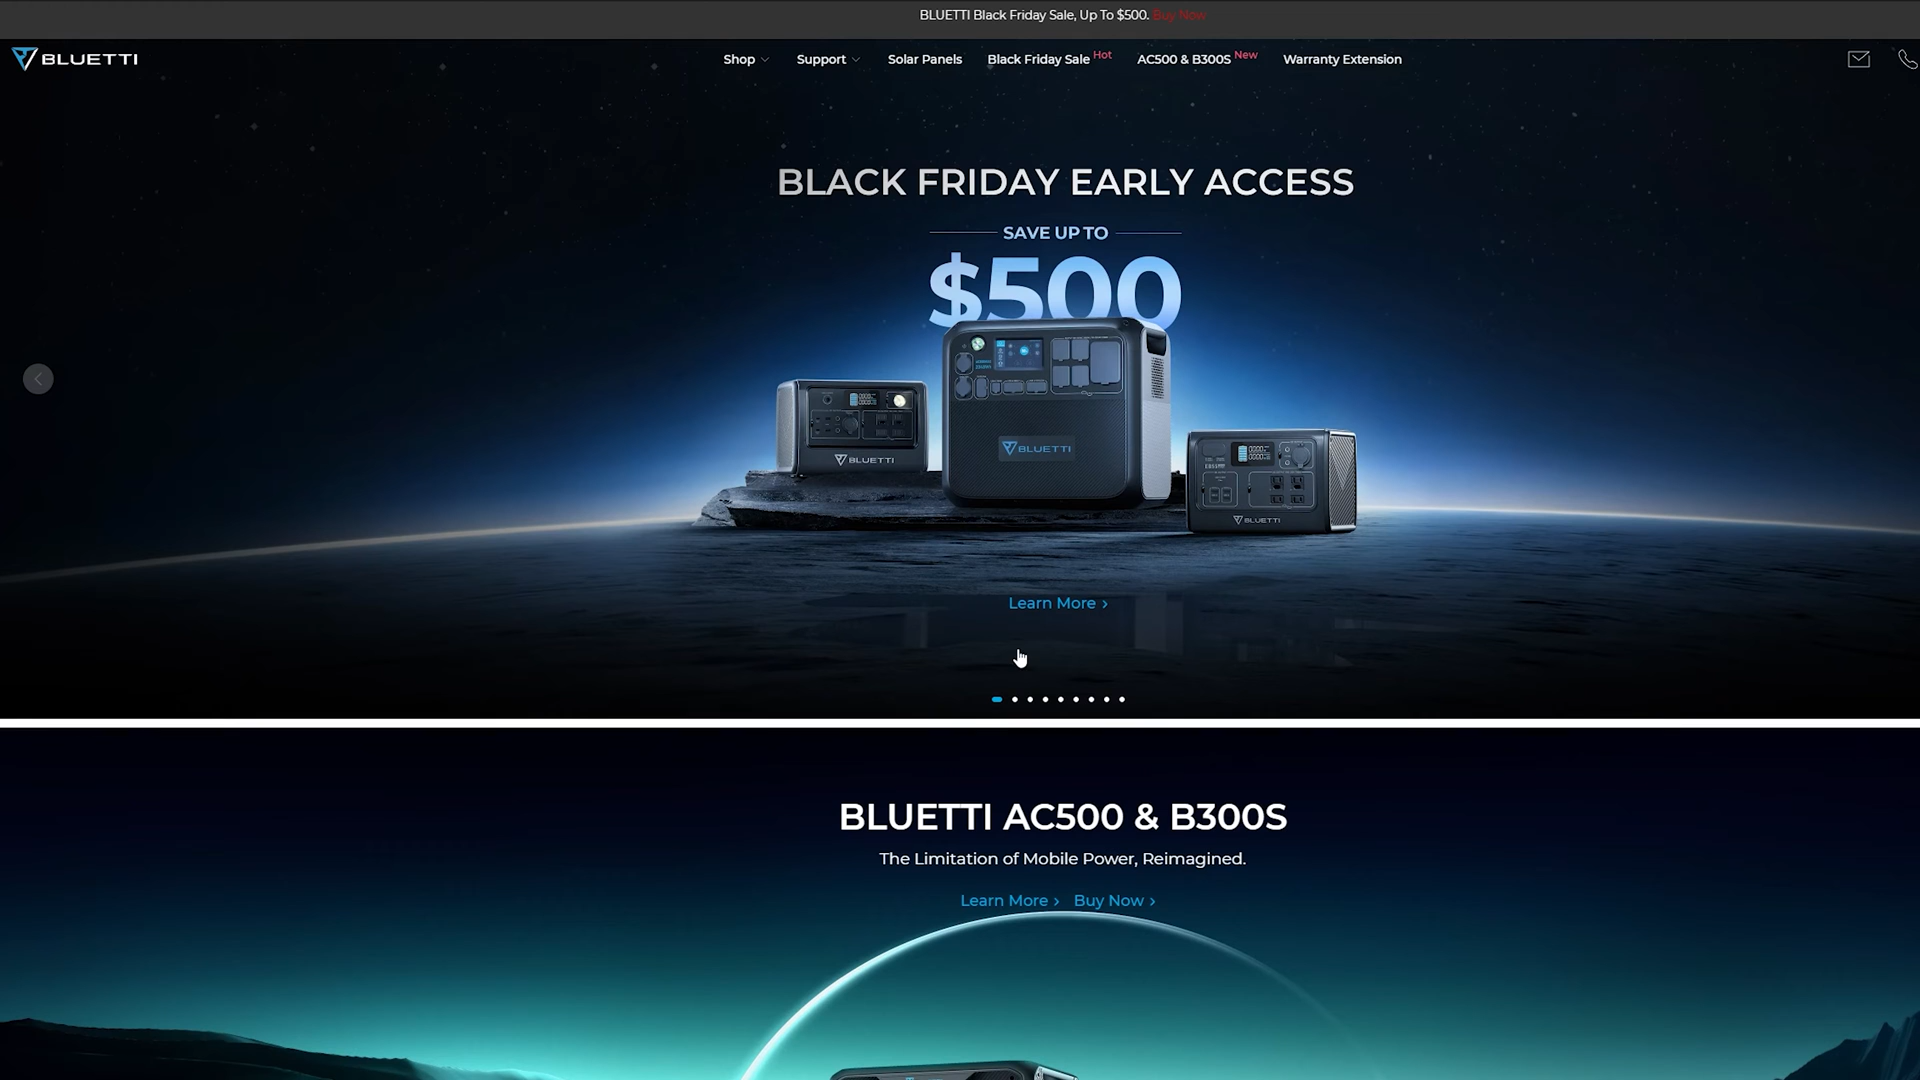 BLUETTI Black Friday Sale, Up To $500. Buy Now
BLUETTI
Shop
Support
Solar Panels
Black Friday Sale Hot
AC500 & B300S New
Warranty Extension
BLACK FRIDAY EARLY ACCESS
SAVE UP TO
$500
BLUETTI
BLUETTI
BLUETTI
Learn More ›
BLUETTI AC500 & B300S
The Limitation of Mobile Power, Reimagined.
Learn More › Buy Now ›